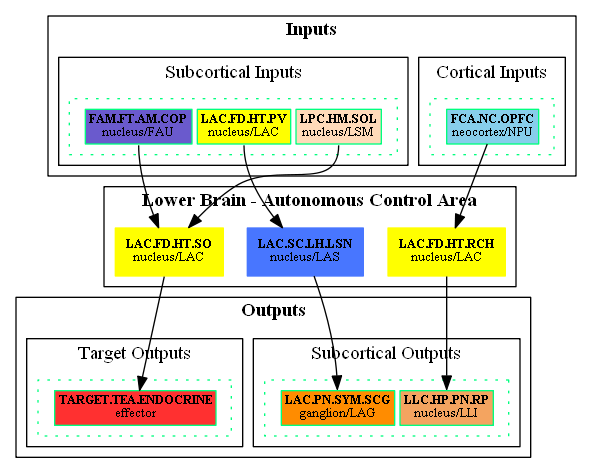 Inputs
Subcortical Inputs
Cortical Inputs
FAM.FT.AM.COP
nucleus/FAU
LAC.FD.HT.PV
nucleus/LAC
LPC.HM.SOL
nucleus/LSM
FCA.NC.OPFC
neocortex/NPU
Lower Brain - Autonomous Control Area
LAC.FD.HT.SO
nucleus/LAC
LAC.SC.LH.LSN
nucleus/LAS
LAC.FD.HT.RCH
nucleus/LAC
Outputs
Target Outputs
Subcortical Outputs
TARGET.TEA.ENDOCRINE
effector
LAC.PN.SYM.SCG
ganglion/LAG
LLC.HP.PN.RP
nucleus/LLI